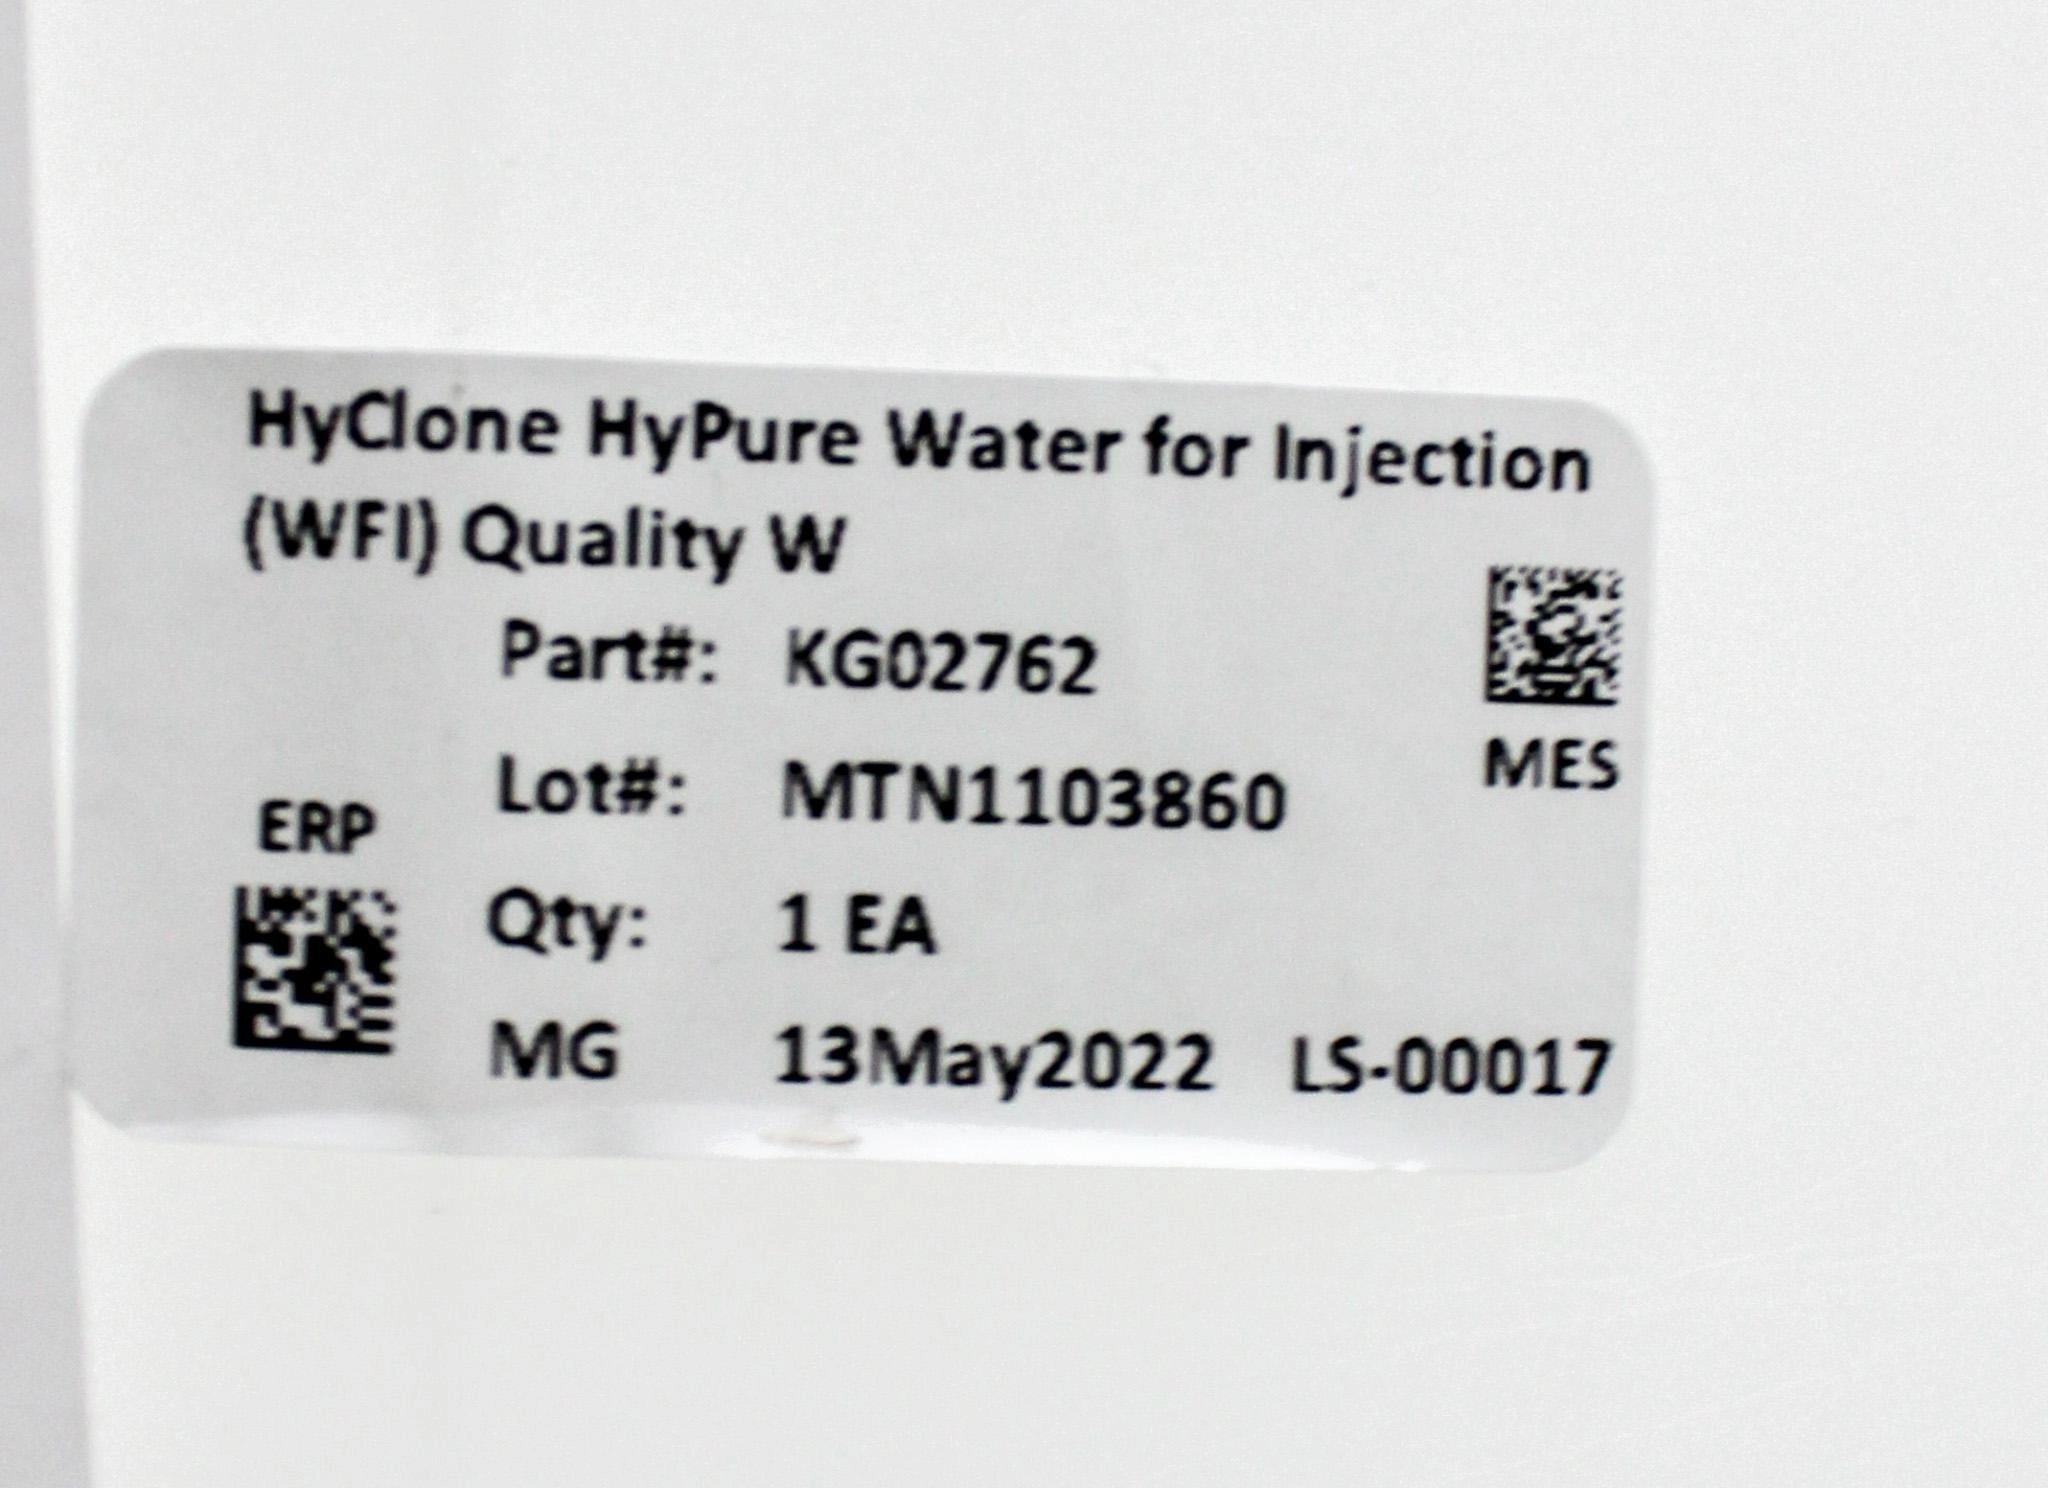 HyClone HyPure Water for Injection
(WFI) Quality W
Part#: KG02762
MES
Lot#: MTN1103860
ERP
Qty: 1 EA
MG 13May2022 LS-00017